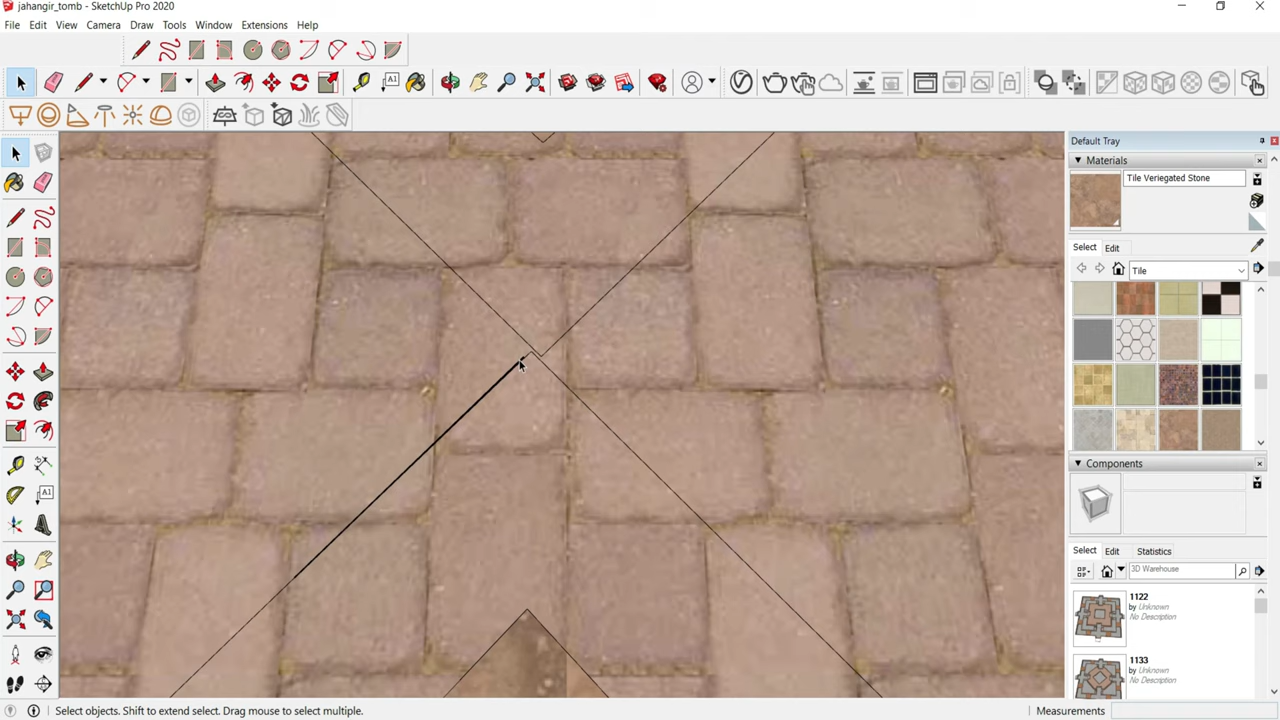 jahangir_tomb - SketchUp Pro 2020
File Edit View Camera Draw Tools Window Extensions Help
Default Tray
Materials
Tile Veriegated Stone
Select Edit
Tile
Components
Select Edit Statistics
3D Warehouse
1122
by Unknown
No Description
1133
by Unknown
No Description
Select objects. Shift to extend select. Drag mouse to select multiple.
Measurements